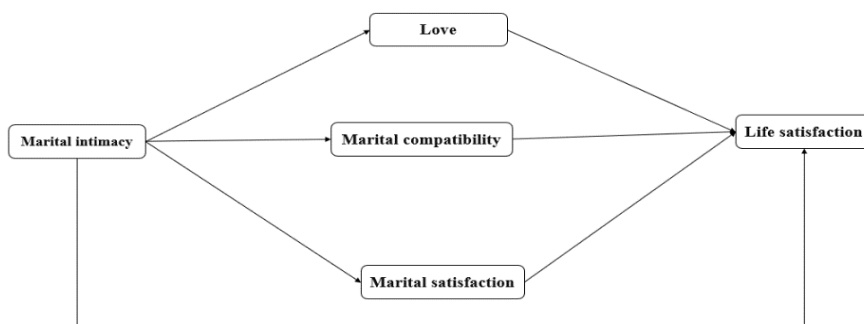 Love
Marital intimacy
Marital compatibility
Life satisfaction
Marital satisfaction